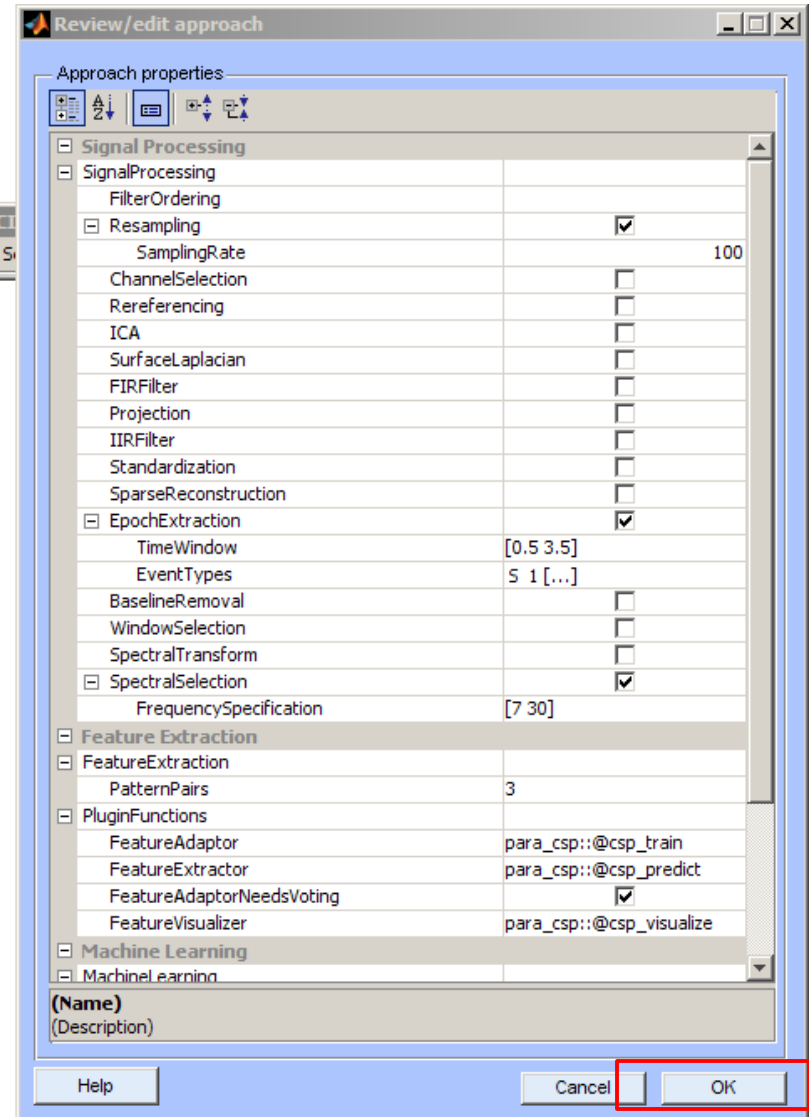 Review/edit approach
Approach properties
Signal Processing
SignalProcessing
FilterOrdering
Resampling
SamplingRate 100
ChannelSelection
Rereferencing
ICA
SurfaceLaplacian
FIRFilter
Projection
IIRFilter
Standardization
SparseReconstruction
EpochExtraction
TimeWindow [0.5 3.5]
EventTypes S 1 [...]
BaselineRemoval
WindowSelection
SpectralTransform
SpectralSelection
FrequencySpecification [7 30]
Feature Extraction
FeatureExtraction
PatternPairs 3
PluginFunctions
FeatureAdaptor para_csp::@csp_train
FeatureExtractor para_csp::@csp_predict
FeatureAdaptorNeedsVoting
FeatureVisualizer para_csp::@csp_visualize
Machine Learning
MachineLearning
(Name)
(Description)
Help Cancel OK